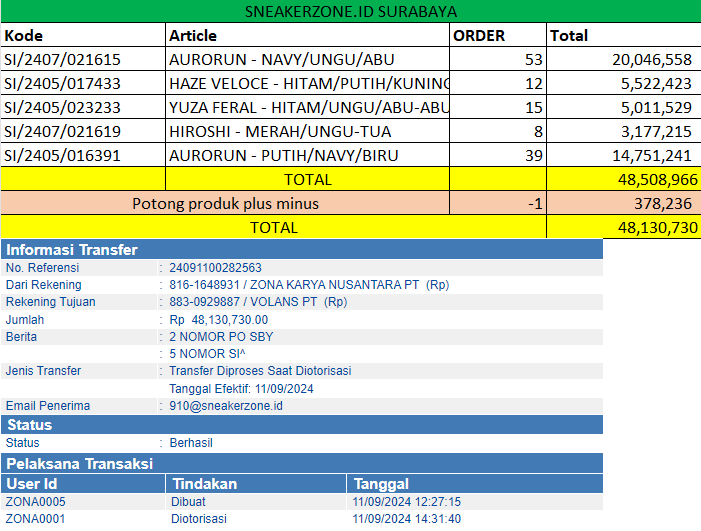 SNEAKERZONE.ID SURABAYA
Kode Article ORDER Total
SI/2407/021615 AURORUN - NAVY/UNGU/ABU 53 20,046,558
SI/2405/017433 HAZE VELOCE - HITAM/PUTIH/KUNING 12 5,522,423
SI/2405/023233 YUZA FERAL - HITAM/UNGU/ABU-ABU 15 5,011,529
SI/2407/021619 HIROSHI - MERAH/UNGU-TUA 8 3,177,215
SI/2405/016391 AURORUN - PUTIH/NAVY/BIRU 39 14,751,241
TOTAL 48,508,966
Potong produk plus minus -1 378,236
TOTAL 48,130,730
Informasi Transfer
No. Referensi : 24091100282563
Dari Rekening : 816-1648931 / ZONA KARYA NUSANTARA PT (Rp)
Rekening Tujuan : 883-0929887 / VOLANS PT (Rp)
Jumlah : Rp 48,130,730.00
Berita : 2 NOMOR PO SBY
: 5 NOMOR SI^
Jenis Transfer : Transfer Diproses Saat Diotorisasi
Tanggal Efektif: 11/09/2024
Email Penerima : 910@sneakerzone.id
Status
Status : Berhasil
Pelaksana Transaksi
User Id Tindakan Tanggal
ZONA0005 Dibuat 11/09/2024 12:27:15
ZONA0001 Diotorisasi 11/09/2024 14:31:40